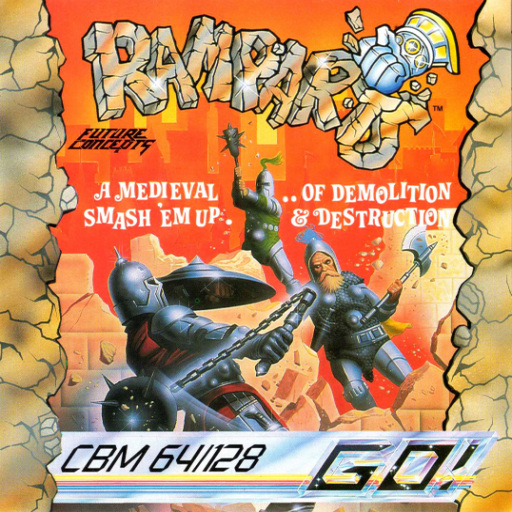 RAMPARTS
™
FUTURE
CONCEPTS
A MEDIEVAL
SMASH 'EM UP..
..OF DEMOLITION
& DESTRUCTION
CBM 64/128
GO!